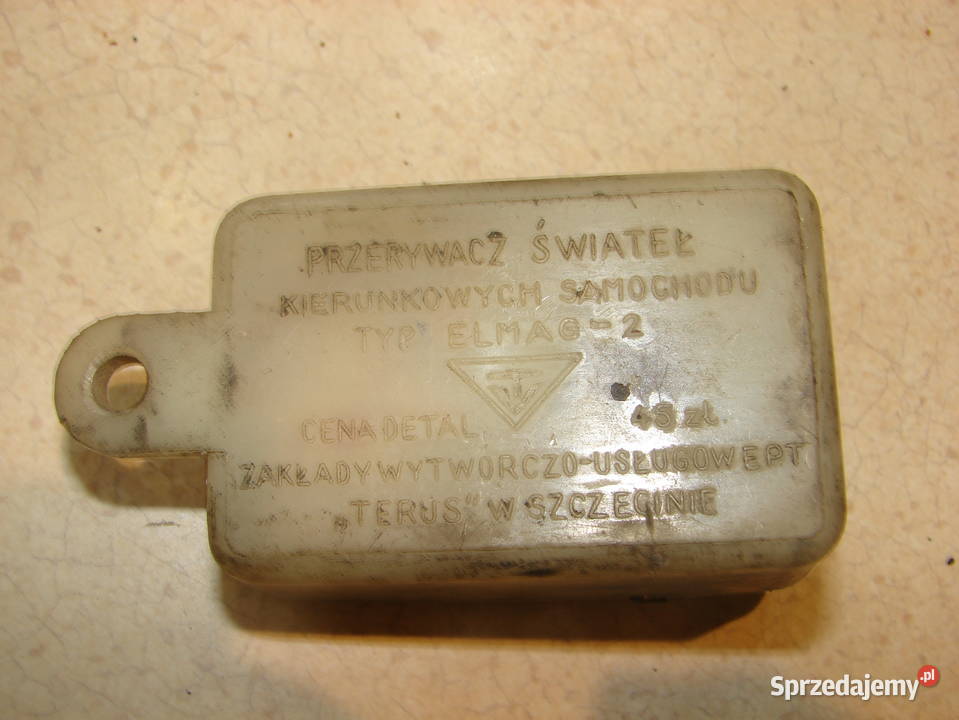 PRZERYWACZ ŚWIATEŁ
KIERUNKOWYCH SAMOCHODU
TYP ELMAG-2
CENA DETAL. 45 zł
ZAKŁADY WYTWÓRCZO-USŁUGOWE PT
„TERUS” W SZCZECINIE
Sprzedajemy.pl